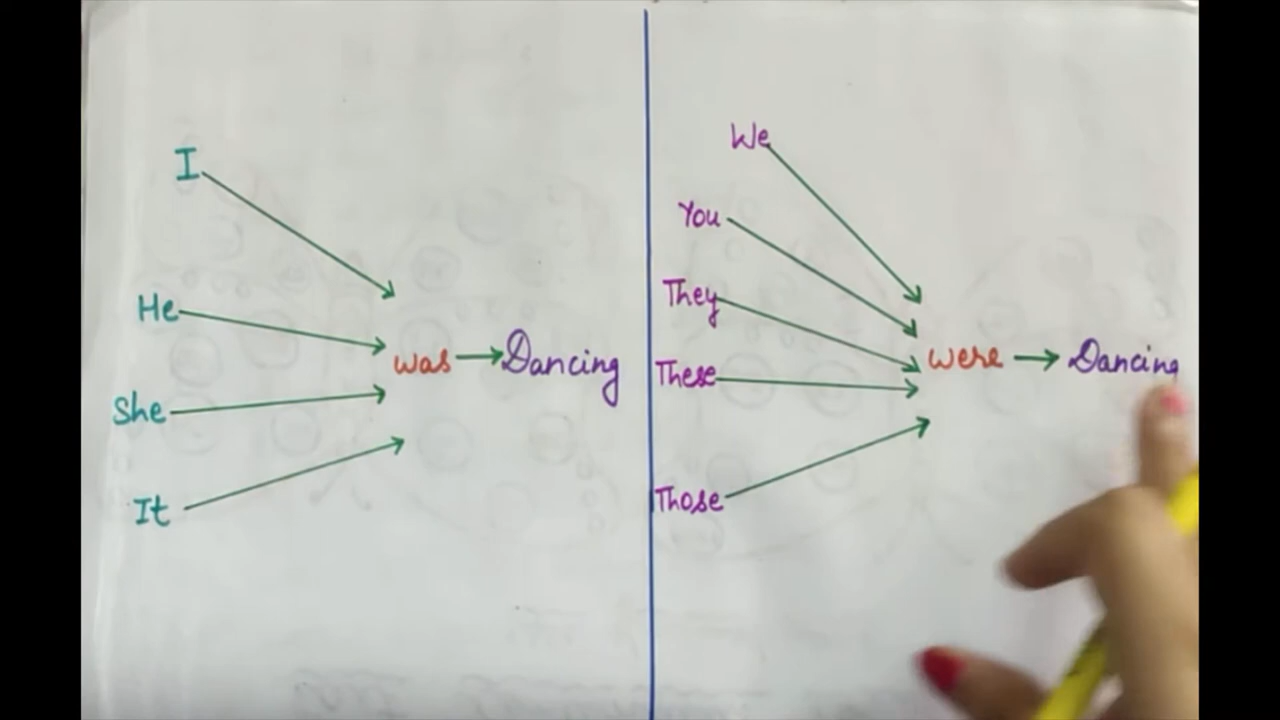 I
He
She
It
was → Dancing
We
You
They
These
Those
were → Dancing